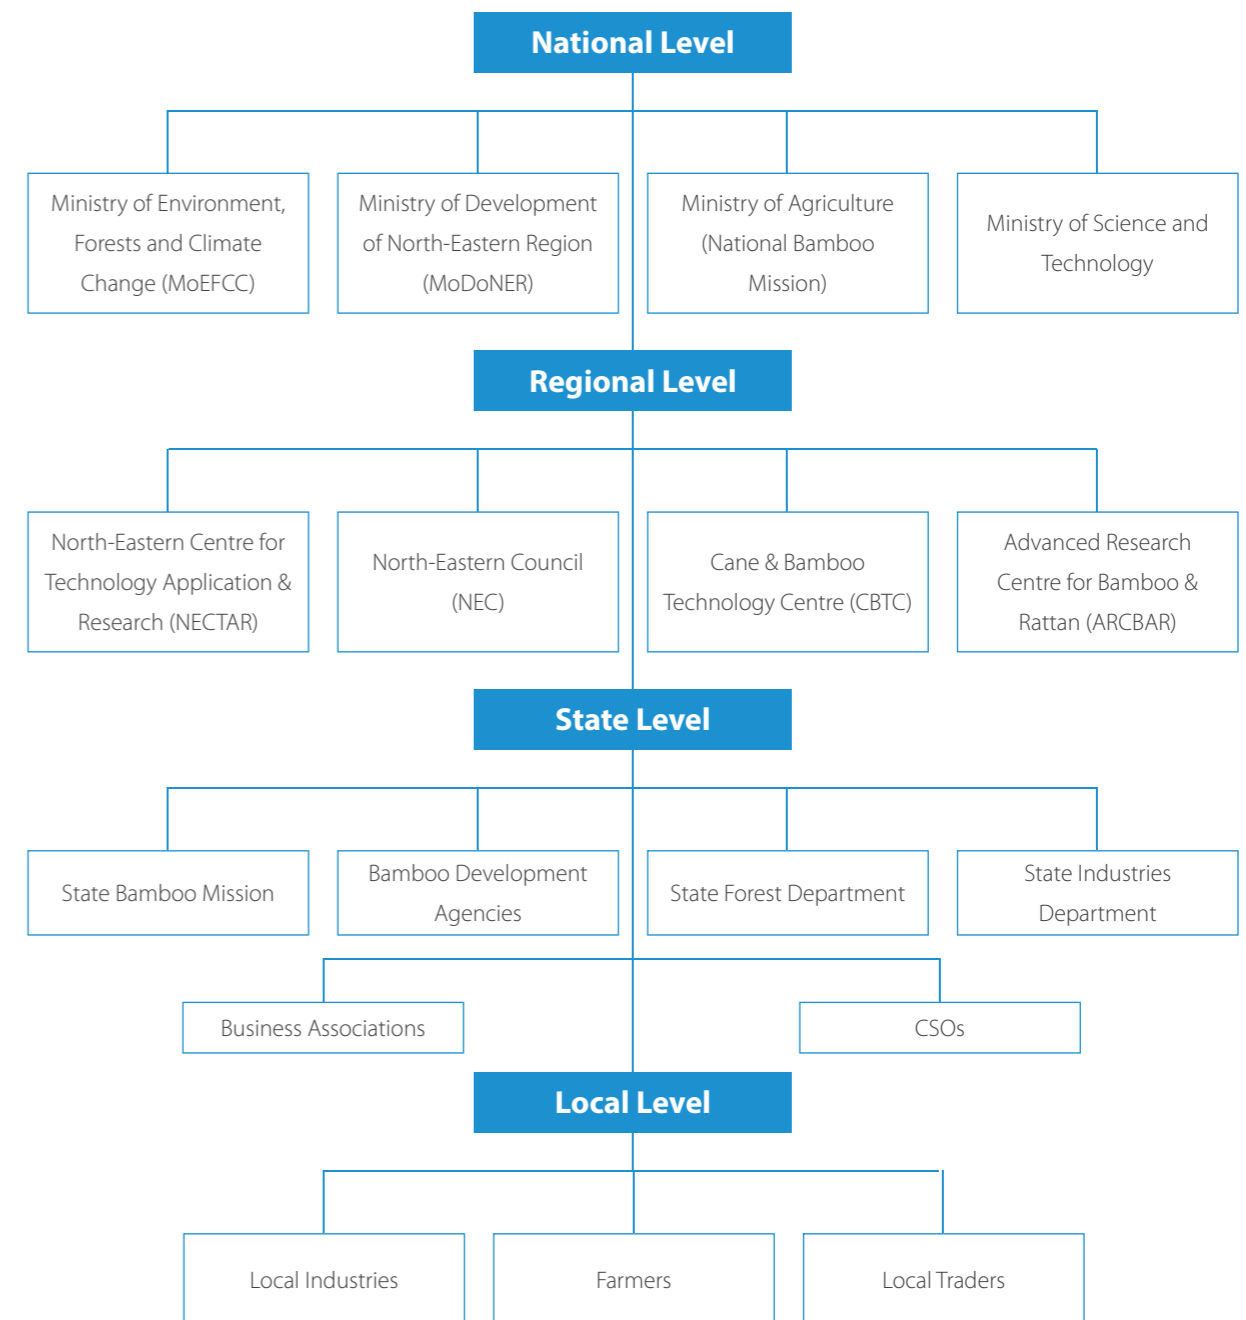 National Level
Ministry of Environment,
Forests and Climate
Change (MoEFCC)
Ministry of Development
of North-Eastern Region
(MoDoNER)
Ministry of Agriculture
(National Bamboo
Mission)
Ministry of Science and
Technology
Regional Level
North-Eastern Centre for
Technology Application &
Research (NECTAR)
North-Eastern Council
(NEC)
Cane & Bamboo
Technology Centre (CBTC)
Advanced Research
Centre for Bamboo &
Rattan (ARCBAR)
State Level
State Bamboo Mission
Bamboo Development
Agencies
State Forest Department
State Industries
Department
Business Associations
CSOs
Local Level
Local Industries
Farmers
Local Traders